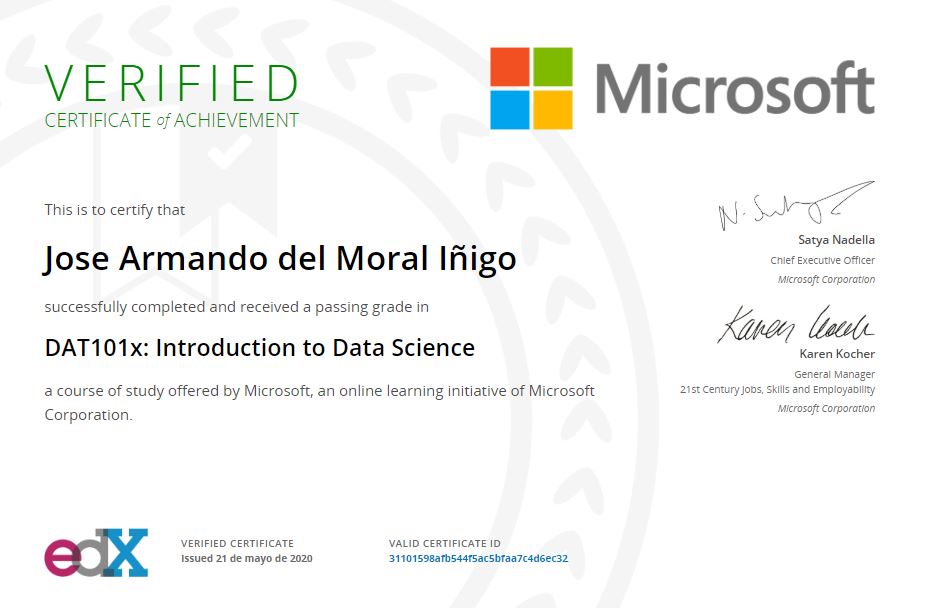 VERIFIED
CERTIFICATE of ACHIEVEMENT
Microsoft
This is to certify that
Jose Armando del Moral Iñigo
successfully completed and received a passing grade in
DAT101x: Introduction to Data Science
a course of study offered by Microsoft, an online learning initiative of Microsoft
Corporation.
Satya Nadella
Chief Executive Officer
Microsoft Corporation
Karen Kocher
Karen Kocher
General Manager
21st Century Jobs, Skills and Employability
Microsoft Corporation
edX
VERIFIED CERTIFICATE
Issued 21 de mayo de 2020
VALID CERTIFICATE ID
31101598afb544f5ac5bfaa7c4d6ec32